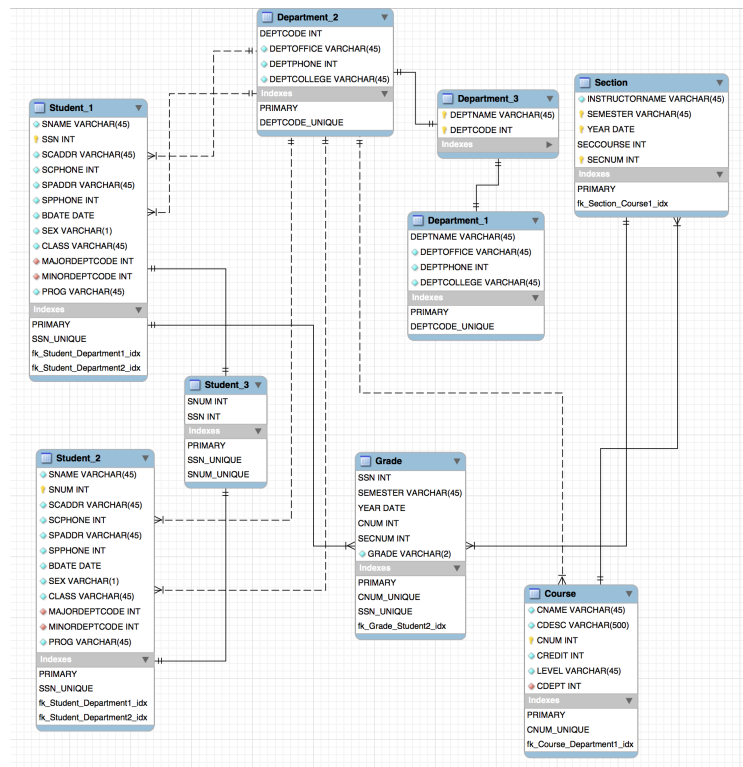 Department_2
DEPTCODE INT
DEPTOFFICE VARCHAR(45)
DEPTPHONE INT
DEPTCOLLEGE VARCHAR(45)
Indexes
PRIMARY
DEPTCODE_UNIQUE
Student_1
SNAME VARCHAR(45)
SSN INT
SCADDR VARCHAR(45)
SCPHONE INT
SPADDR VARCHAR(45)
SPPHONE INT
BDATE DATE
SEX VARCHAR(1)
CLASS VARCHAR(45)
MAJORDEPTCODE INT
MINORDEPTCODE INT
PROG VARCHAR(45)
Indexes
PRIMARY
SSN_UNIQUE
fk_Student_Department1_idx
fk_Student_Department2_idx
Department_3
DEPTNAME VARCHAR(45)
DEPTCODE INT
Indexes
Section
INSTRUCTORNAME VARCHAR(45)
SEMESTER VARCHAR(45)
YEAR DATE
SECCOURSE INT
SECNUM INT
Indexes
PRIMARY
fk_Section_Course1_idx
Department_1
DEPTNAME VARCHAR(45)
DEPTOFFICE VARCHAR(45)
DEPTPHONE INT
DEPTCOLLEGE VARCHAR(45)
Indexes
PRIMARY
DEPTCODE_UNIQUE
Student_3
SNUM INT
SSN INT
Indexes
PRIMARY
SSN_UNIQUE
SNUM_UNIQUE
Student_2
SNAME VARCHAR(45)
SNUM INT
SCADDR VARCHAR(45)
SCPHONE INT
SPADDR VARCHAR(45)
SPPHONE INT
BDATE DATE
SEX VARCHAR(1)
CLASS VARCHAR(45)
MAJORDEPTCODE INT
MINORDEPTCODE INT
PROG VARCHAR(45)
Indexes
PRIMARY
SSN_UNIQUE
fk_Student_Department1_idx
fk_Student_Department2_idx
Grade
SSN INT
SEMESTER VARCHAR(45)
YEAR DATE
CNUM INT
SECNUM INT
GRADE VARCHAR(2)
Indexes
PRIMARY
CNUM_UNIQUE
SSN_UNIQUE
fk_Grade_Student2_idx
Course
CNAME VARCHAR(45)
CDESC VARCHAR(500)
CNUM INT
CREDIT INT
LEVEL VARCHAR(45)
CDEPT INT
Indexes
PRIMARY
CNUM_UNIQUE
fk_Course_Department1_idx